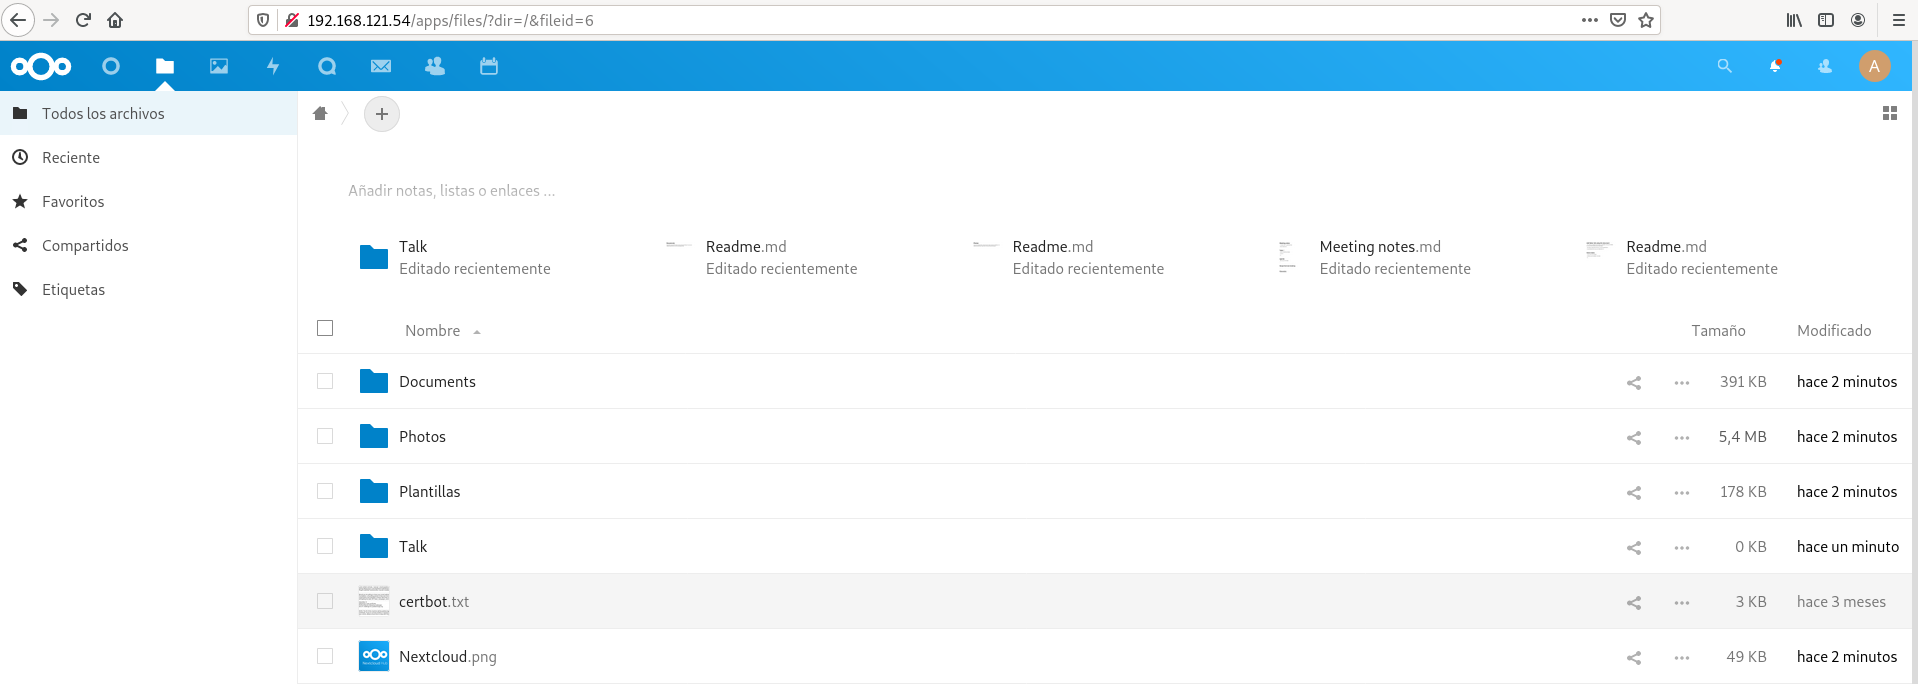 192.168.121.54/apps/files/?dir=/&fileid=6
A
Todos los archivos
Reciente
Favoritos
Compartidos
Etiquetas
Añadir notas, listas o enlaces ...
Talk
Editado recientemente
Readme.md
Editado recientemente
Readme.md
Editado recientemente
Meeting notes.md
Editado recientemente
Readme.md
Editado recientemente
Nombre Tamaño Modificado
Documents 391 KB hace 2 minutos
Photos 5,4 MB hace 2 minutos
Plantillas 178 KB hace 2 minutos
Talk 0 KB hace un minuto
certbot.txt 3 KB hace 3 meses
Nextcloud.png 49 KB hace 2 minutos